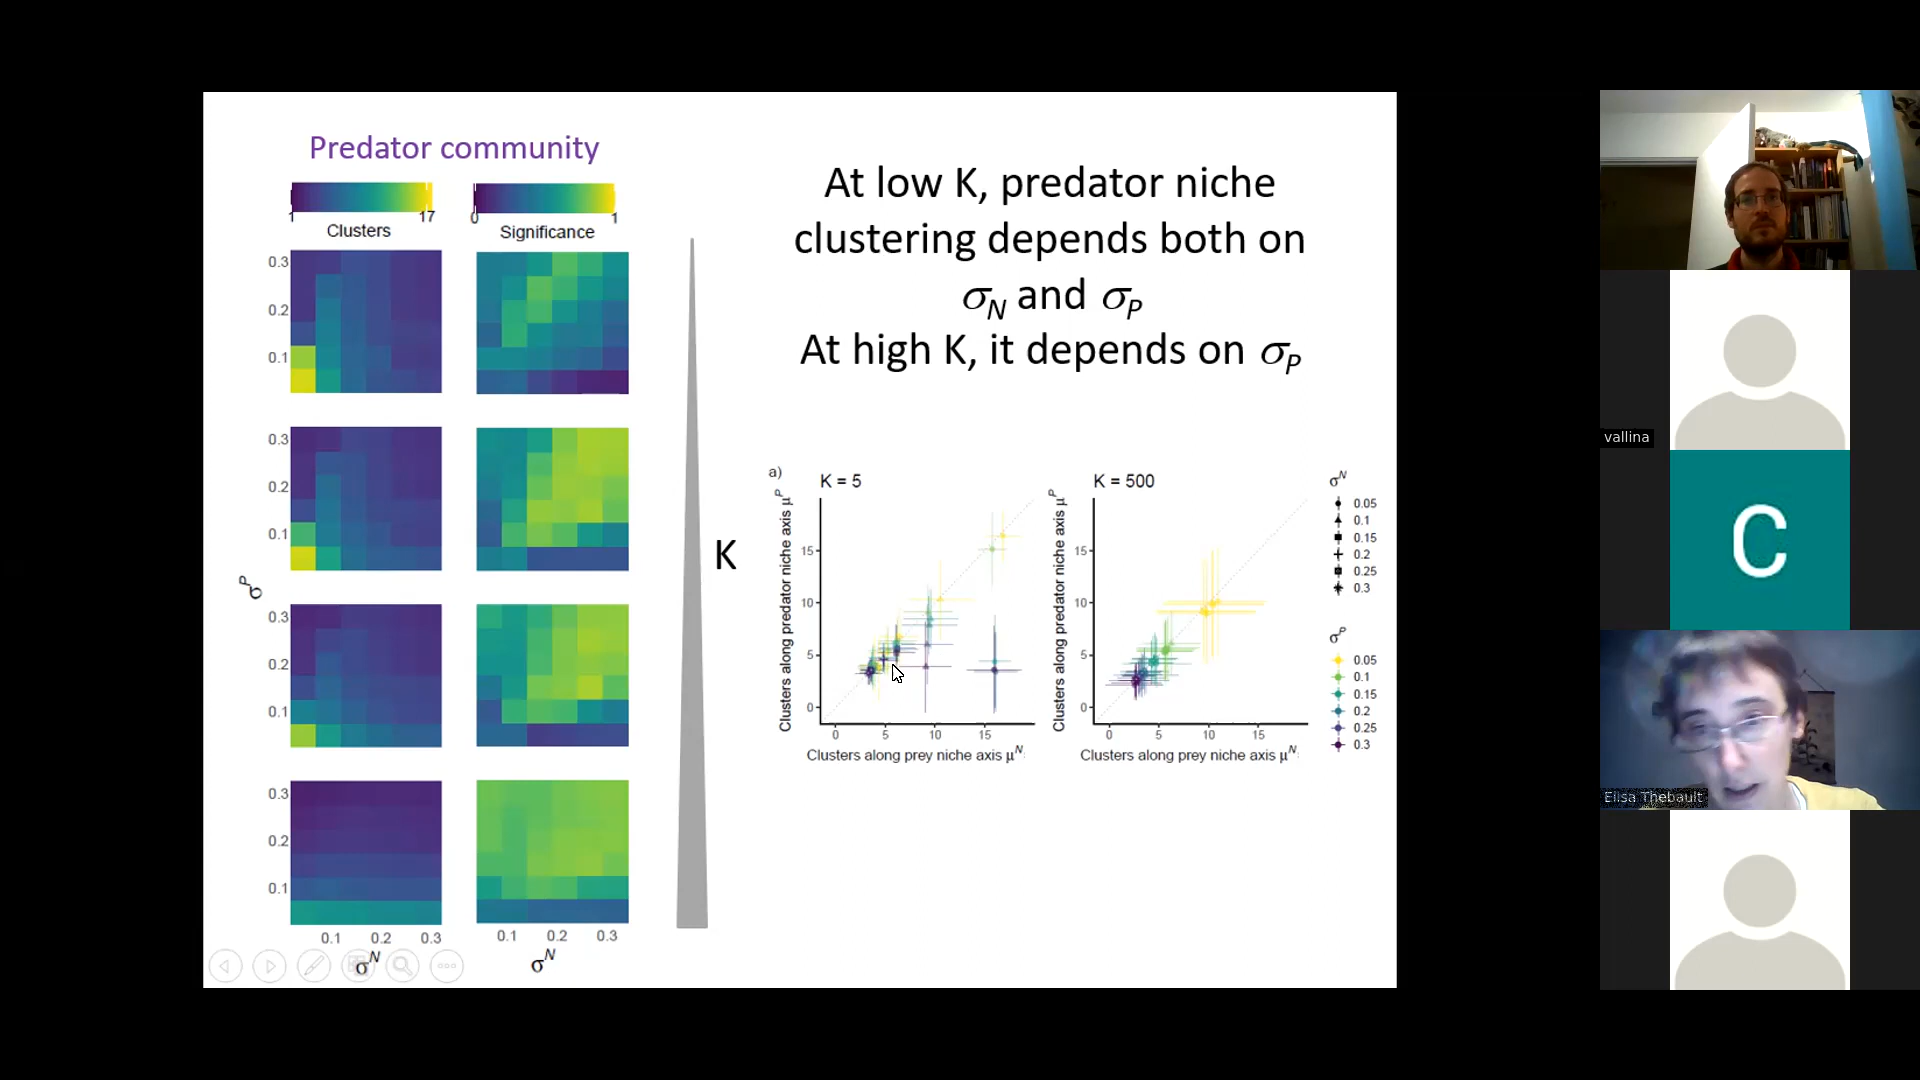 Predator community
1 17
Clusters
0 1
Significance
0.3
0.2
0.1
0.3
0.2
0.1
0.3
0.2
0.1
0.3
0.2
0.1
σP
0.1 0.2 0.3
σN
0.1 0.2 0.3
σN
K
At low K, predator niche
clustering depends both on
σN and σP
At high K, it depends on σP
a)
K = 5
Clusters along predator niche axis μP
15
10
5
0
0 5 10 15
Clusters along prey niche axis μN
K = 500
Clusters along predator niche axis μP
15
10
5
0
0 5 10 15
Clusters along prey niche axis μN
σN
0.05
0.1
0.15
0.2
0.25
0.3
σP
0.05
0.1
0.15
0.2
0.25
0.3
vallina
C
Elisa Thebault